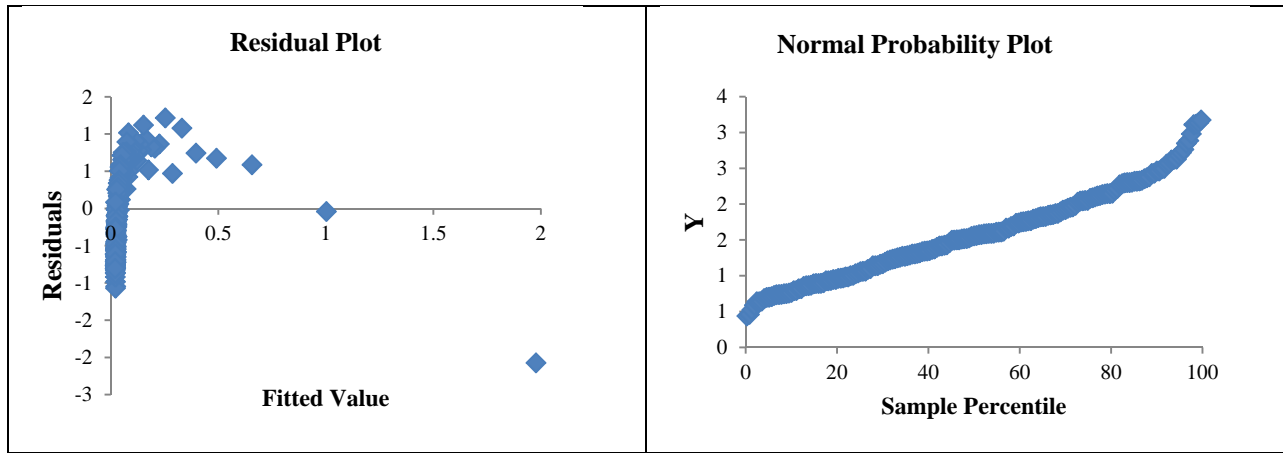 Residual Plot
2
1
1
0
-1
-1
-2
-2
-3
0 0.5 1 1.5 2
Residuals
Fitted Value
Normal Probability Plot
4
3
3
2
2
1
1
0
0 20 40 60 80 100
Y
Sample Percentile